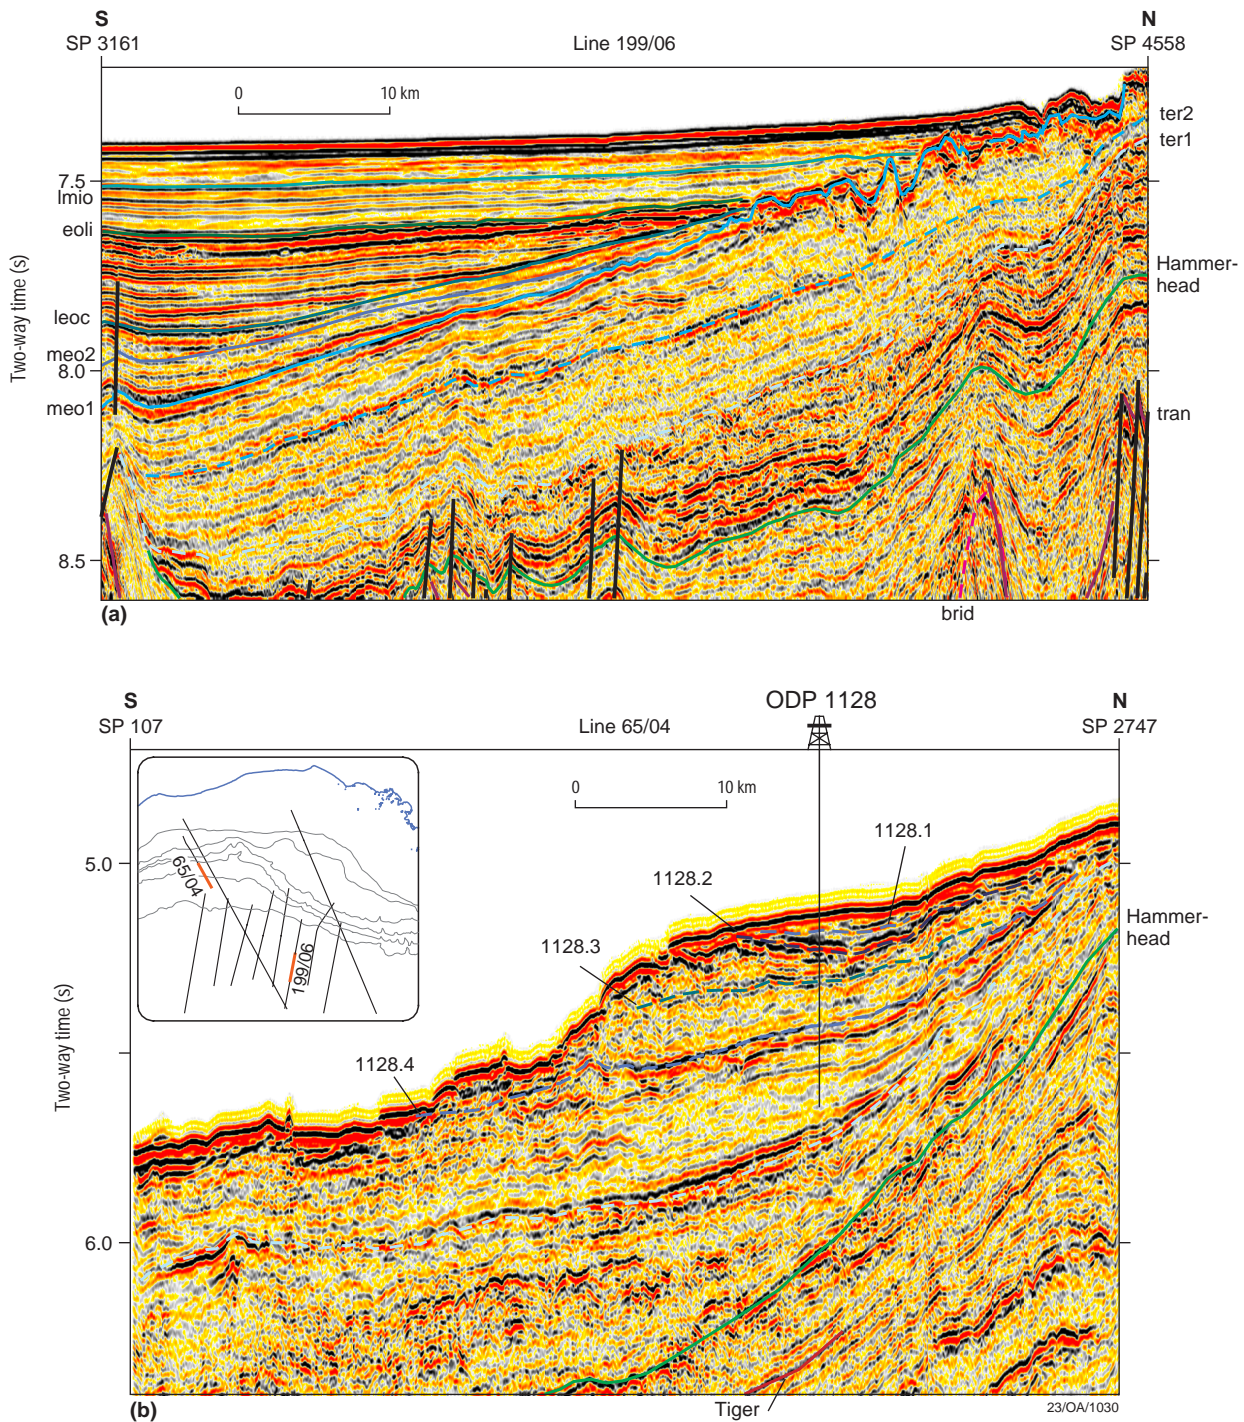 S
N
SP 3161
Line 199/06
SP 4558
0
10 km
ter2
ter1
7.5
lmio
eoli
Hammer-
head
Two-way time (s)
leoc
meo2
8.0
meo1
tran
8.5
(a)
brid
S
ODP 1128
N
SP 107
Line 65/04
SP 2747
0
10 km
1128.1
5.0
65/04
1128.2
Hammer-
head
1128.3
199/06
Two-way time (s)
1128.4
6.0
(b)
Tiger
23/OA/1030